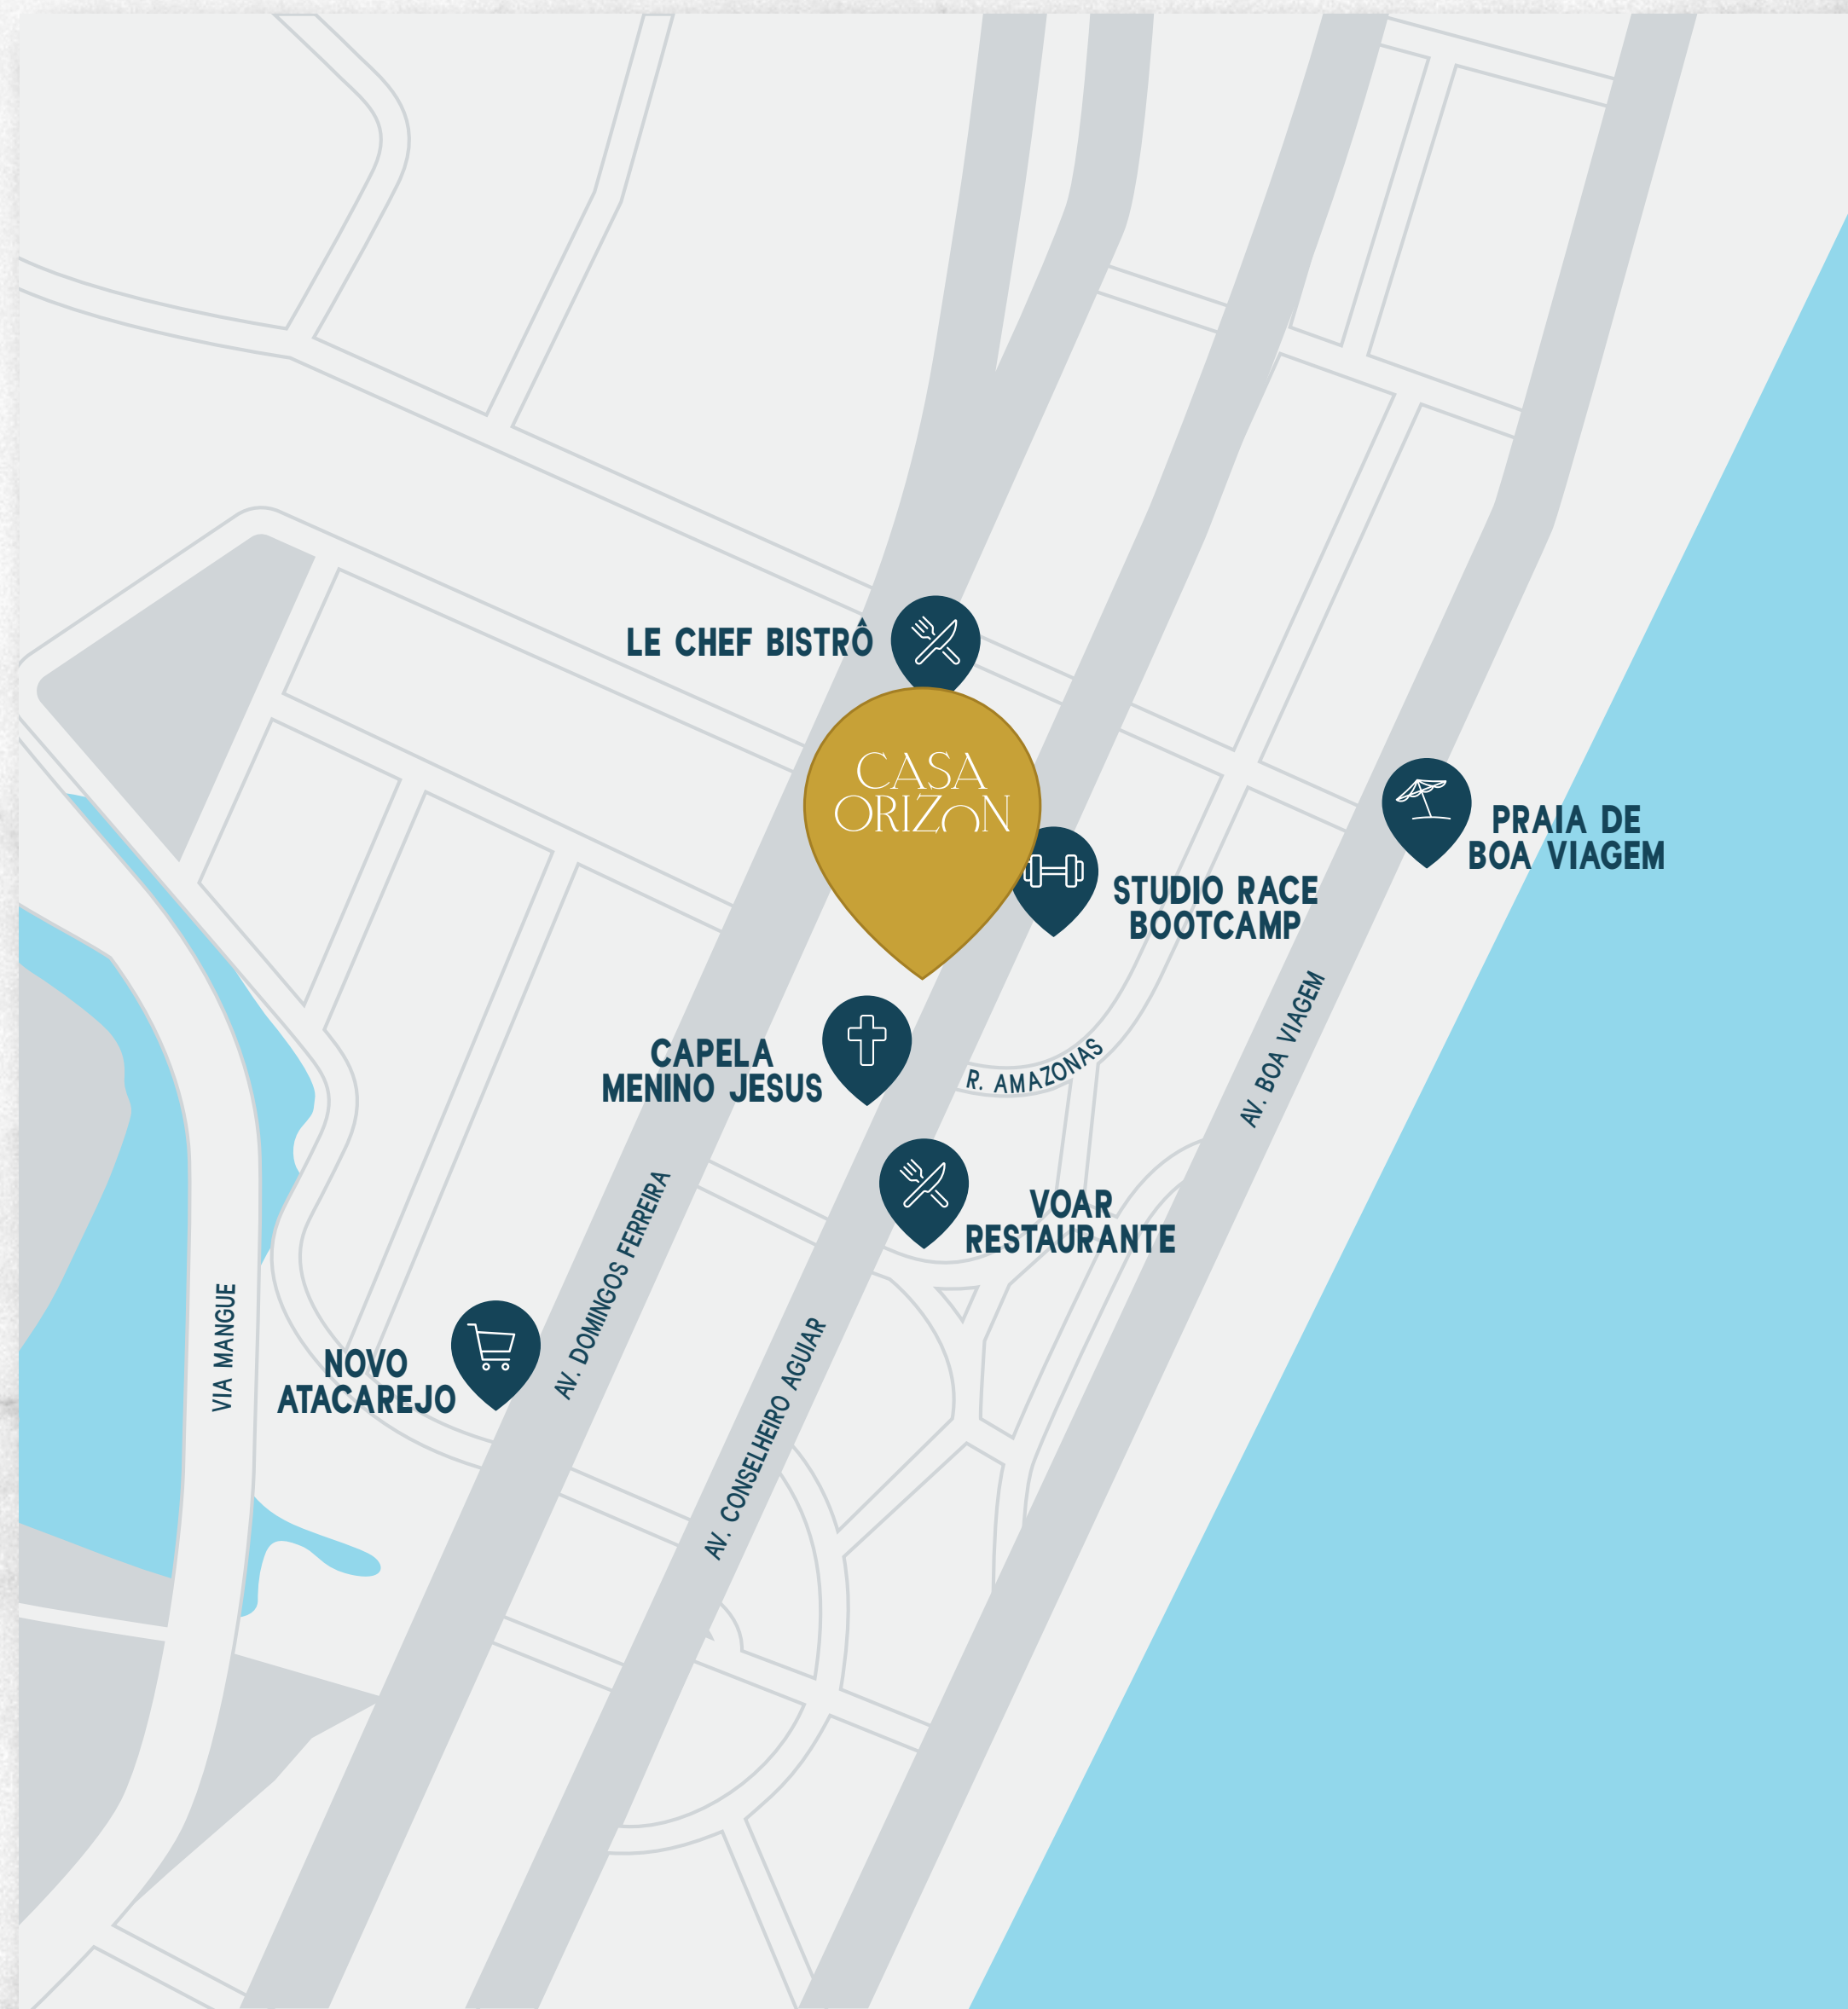 LE CHEF BISTRÔ
CASA
ORIZON
PRAIA DE
BOA VIAGEM
STUDIO RACE
BOOTCAMP
AV. BOA VIAGEM
CAPELA
MENINO JESUS
R. AMAZONAS
VOAR
RESTAURANTE
AV. DOMINGOS FERREIRA
VIA MANGUE
NOVO
ATACAREJO
AV. CONSELHEIRO AGUIAR